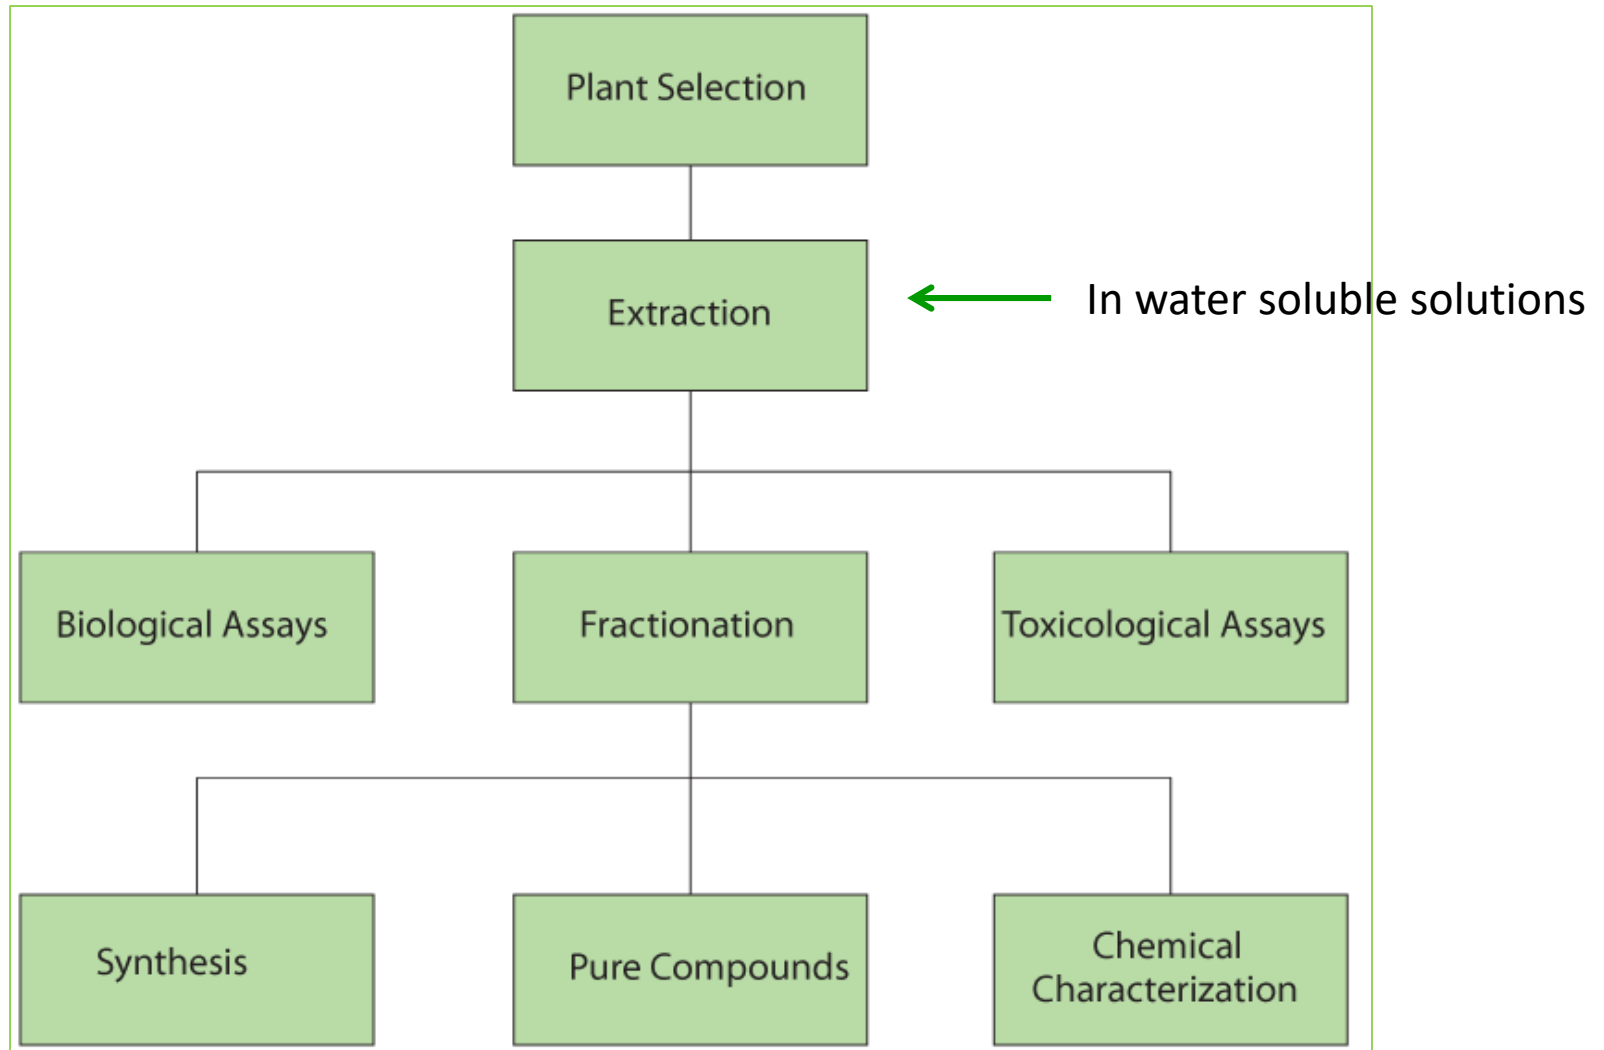 Plant Selection
Extraction
In water soluble solutions
Biological Assays
Fractionation
Toxicological Assays
Synthesis
Pure Compounds
Chemical
Characterization